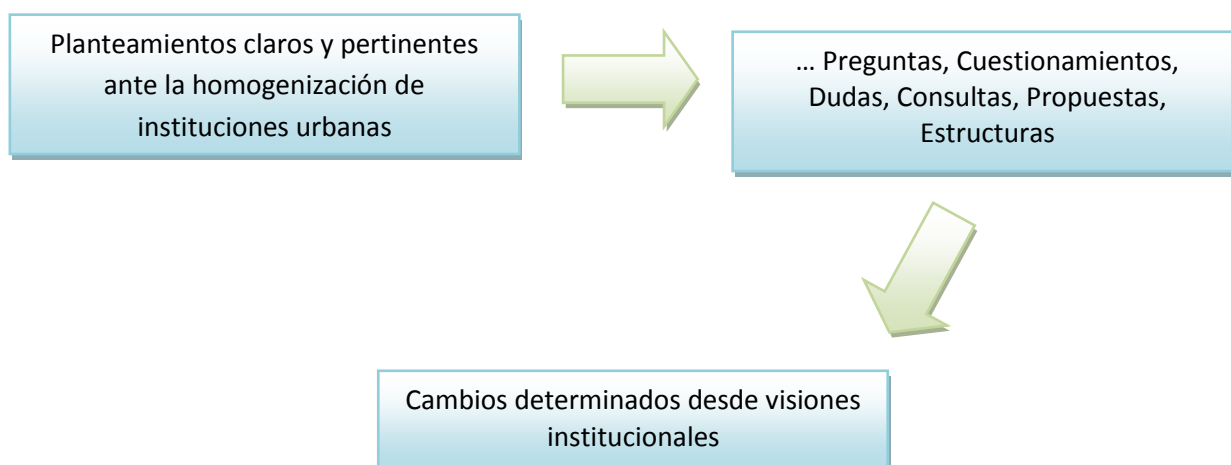 Planteamientos claros y pertinentes
ante la homogenización de
instituciones urbanas
... Preguntas, Cuestionamientos,
Dudas, Consultas, Propuestas,
Estructuras
Cambios determinados desde visiones
institucionales